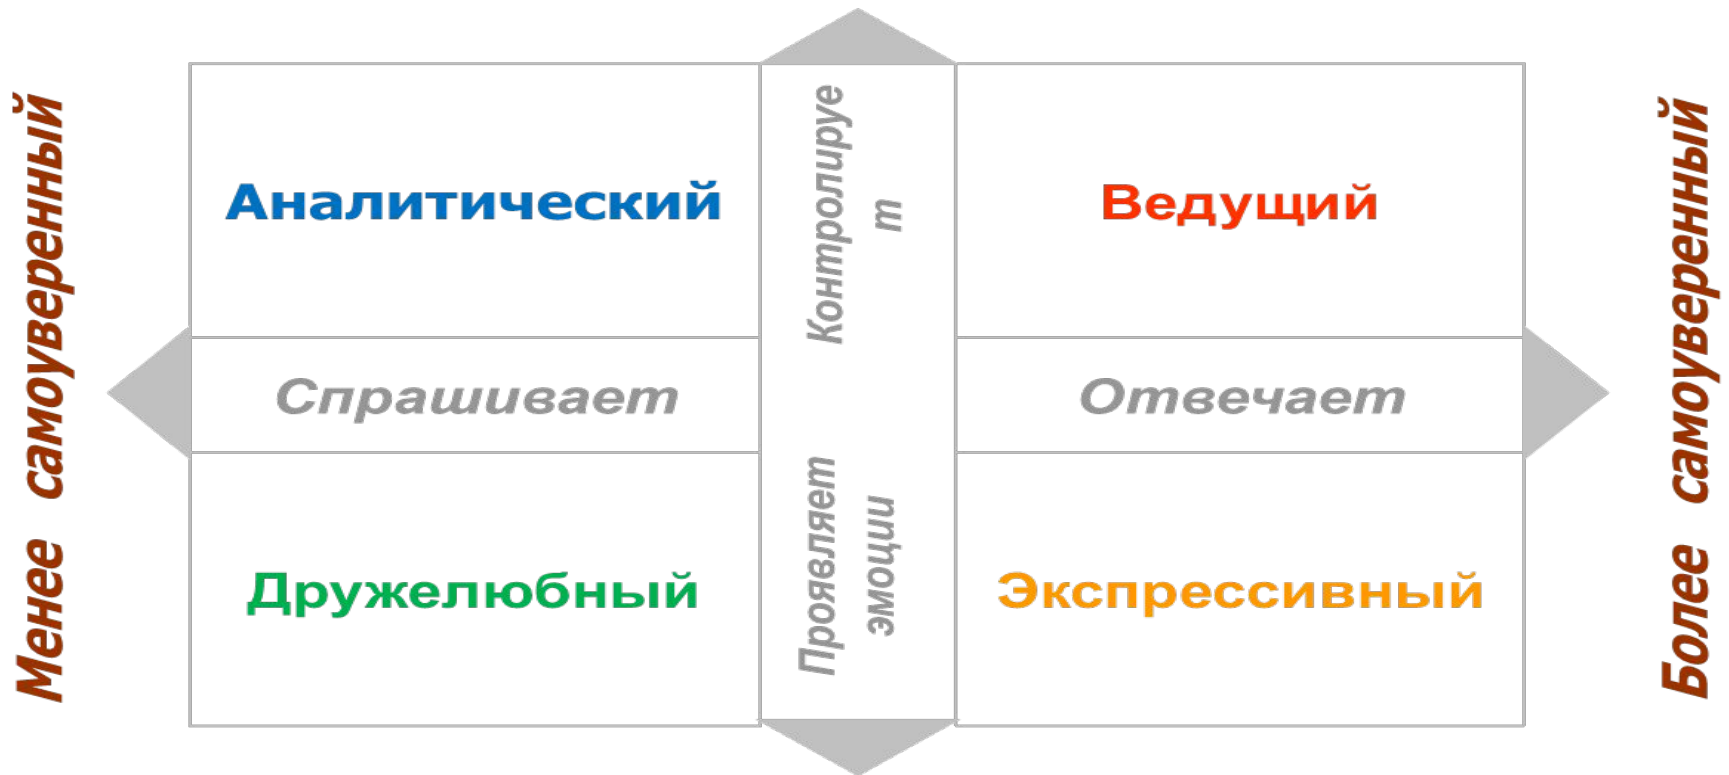 Менее самоуверенный
Аналитический
Контролируе
т
Ведущий
Более самоуверенный
Спрашивает
Отвечает
Дружелюбный
Проявляет
эмоции
Экспрессивный